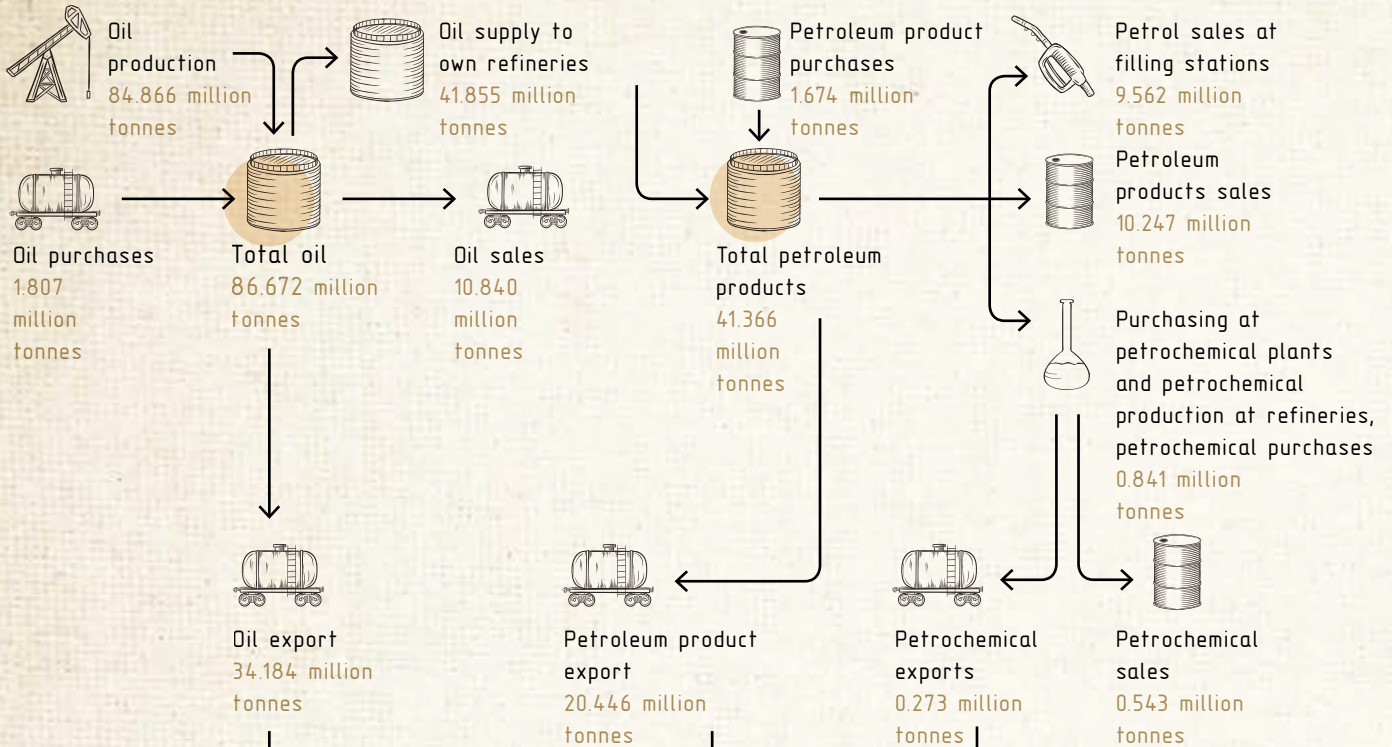 Oil
production
84.866 million
tonnes
Oil supply to
own refineries
41.855 million
tonnes
Petroleum product
purchases
1.674 million
tonnes
Petrol sales at
filling stations
9.562 million
tonnes
Oil purchases
1.807
million
tonnes
Total oil
86.672 million
tonnes
Oil sales
10.840
million
tonnes
Total petroleum
products
41.366
million
tonnes
Petroleum
products sales
10.247 million
tonnes
Purchasing at
petrochemical plants
and petrochemical
production at refineries,
petrochemical purchases
0.841 million
tonnes
Oil export
34.184 million
tonnes
Petroleum product
export
20.446 million
tonnes
Petrochemical
exports
0.273 million
tonnes
Petrochemical
sales
0.543 million
tonnes